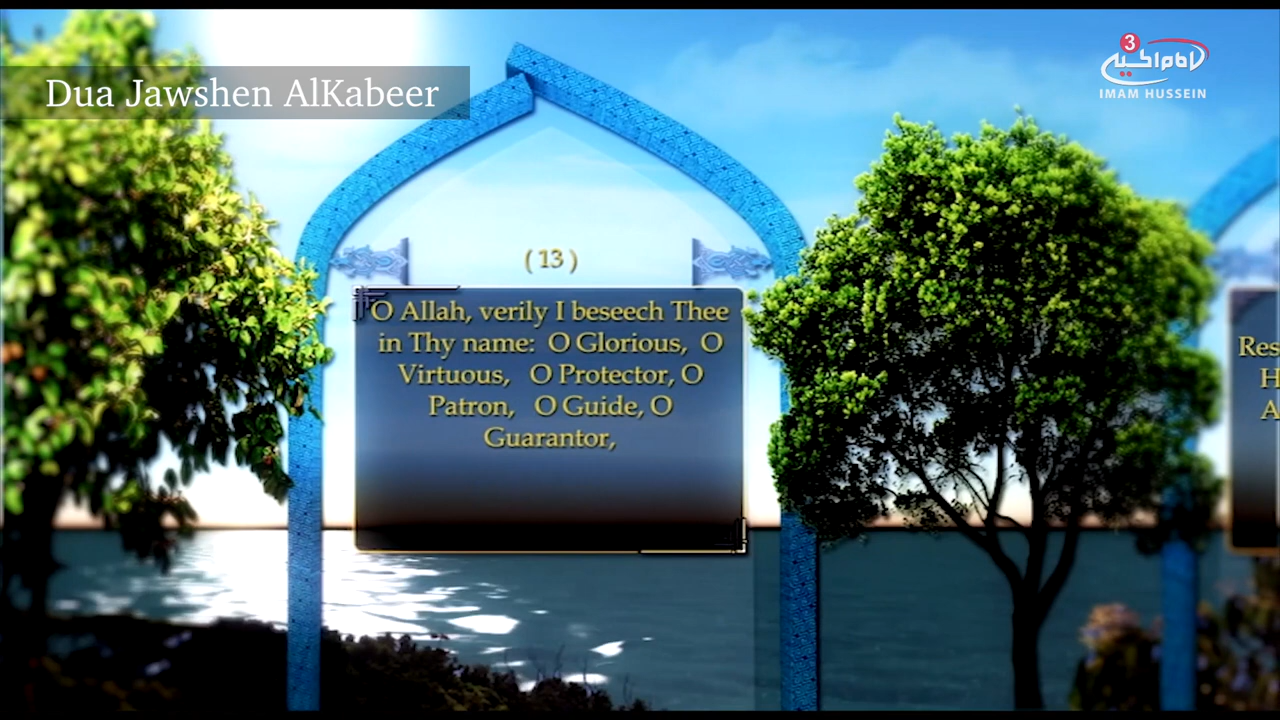 Dua Jawshen AlKabeer
3
IMAM HUSSEIN
( 13 )
O Allah, verily I beseech Thee
in Thy name: O Glorious, O
Virtuous, O Protector, O
Patron, O Guide, O
Guarantor,
Res
H
A